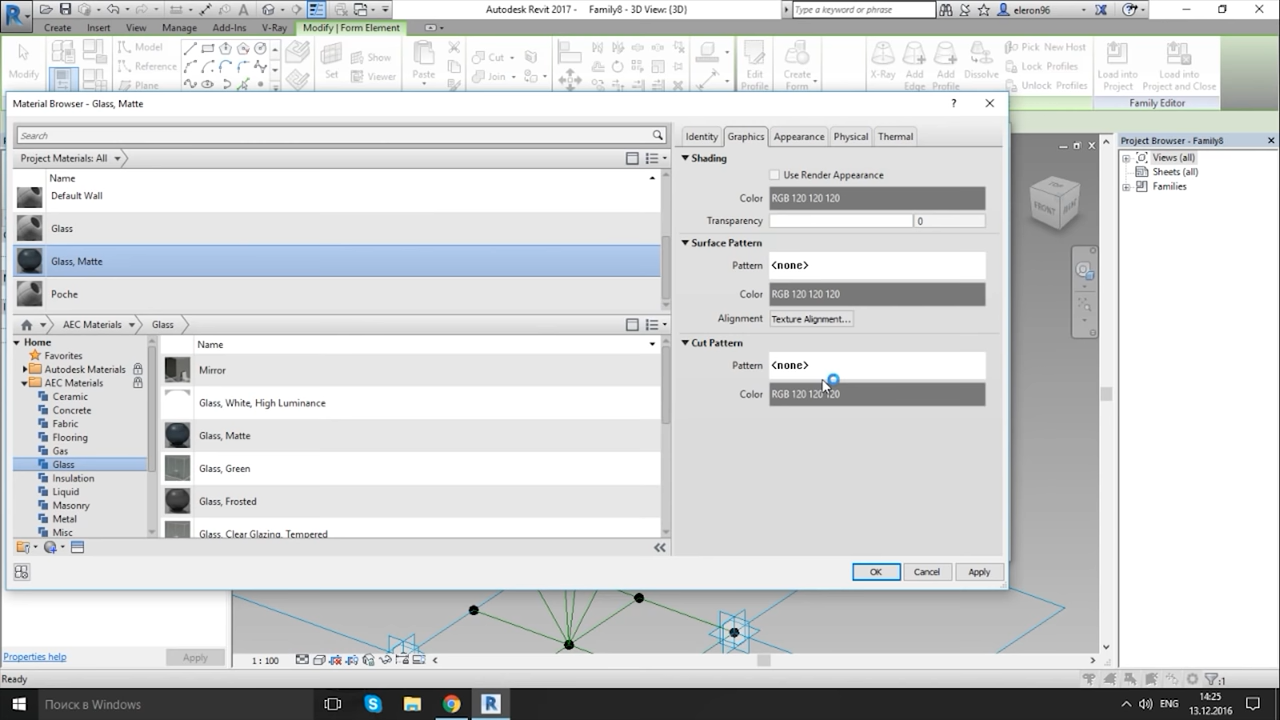 Autodesk Revit 2017 - Family8 - 3D View: {3D}
Type a keyword or phrase
eleron96
Create Insert View Manage Add-Ins V-Ray Modify | Form Element
Modify
Model
Reference
Plane
Set
Show
Viewer
Paste
Cut
Join
Edit Profile
Create Form
X-Ray
Add Edge
Add Profile
Dissolve
Pick New Host
Lock Profiles
Unlock Profiles
Load into Project
Load into Project and Close
Family Editor
Material Browser - Glass, Matte
?
Search
Project Materials: All
Name
Default Wall
Glass
Glass, Matte
Poche
AEC Materials
Glass
Home
Favorites
Autodesk Materials
AEC Materials
Ceramic
Concrete
Fabric
Flooring
Gas
Glass
Insulation
Liquid
Masonry
Metal
Misc
Name
Mirror
Glass, White, High Luminance
Glass, Matte
Glass, Green
Glass, Frosted
Glass, Clear Glazing, Tempered
Identity Graphics Appearance Physical Thermal
Shading
Use Render Appearance
Color RGB 120 120 120
Transparency 0
Surface Pattern
Pattern <none>
Color RGB 120 120 120
Alignment Texture Alignment...
Cut Pattern
Pattern <none>
Color RGB 120 120 120
OK Cancel Apply
Project Browser - Family8
Views (all)
Sheets (all)
Families
TOP
FRONT
Properties help
Apply
1 : 100
Ready
:1
Поиск в Windows
ENG
14:25
13.12.2016